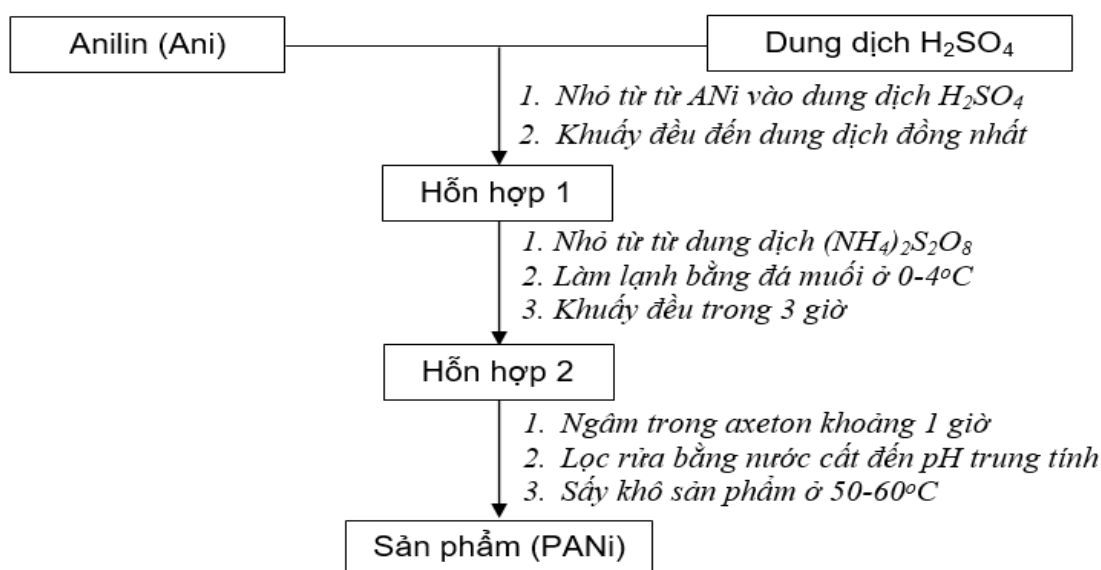 Anilin (Ani)
Dung dịch H₂SO₄
1. Nhỏ từ từ ANi vào dung dịch H₂SO₄
2. Khuấy đều đến dung dịch đồng nhất
Hỗn hợp 1
1. Nhỏ từ từ dung dịch (NH₄)₂S₂O₈
2. Làm lạnh bằng đá muối ở 0-4ᵒC
3. Khuấy đều trong 3 giờ
Hỗn hợp 2
1. Ngâm trong axeton khoảng 1 giờ
2. Lọc rửa bằng nước cất đến pH trung tính
3. Sấy khô sản phẩm ở 50-60ᵒC
Sản phẩm (PANi)